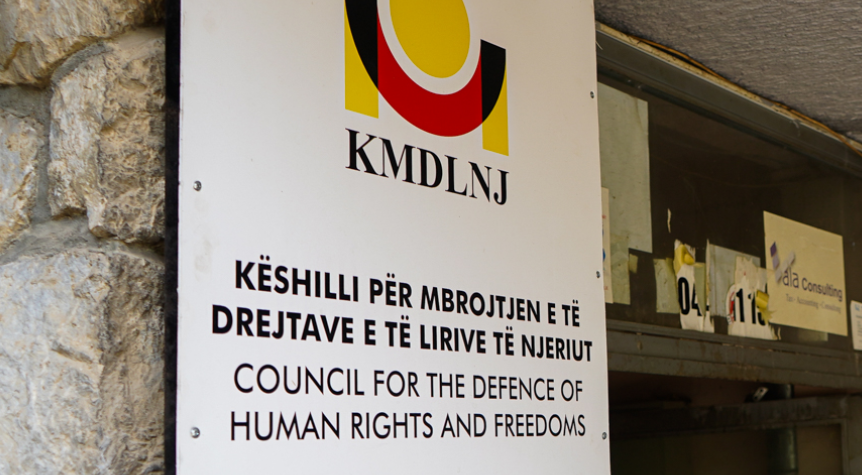 KMDLNJ
KËSHILLI PËR MBROJTJEN E TË
DREJTAVE E TË LIRIVE TË NJERIUT
COUNCIL FOR THE DEFENCE OF
HUMAN RIGHTS AND FREEDOMS
04
Consulting